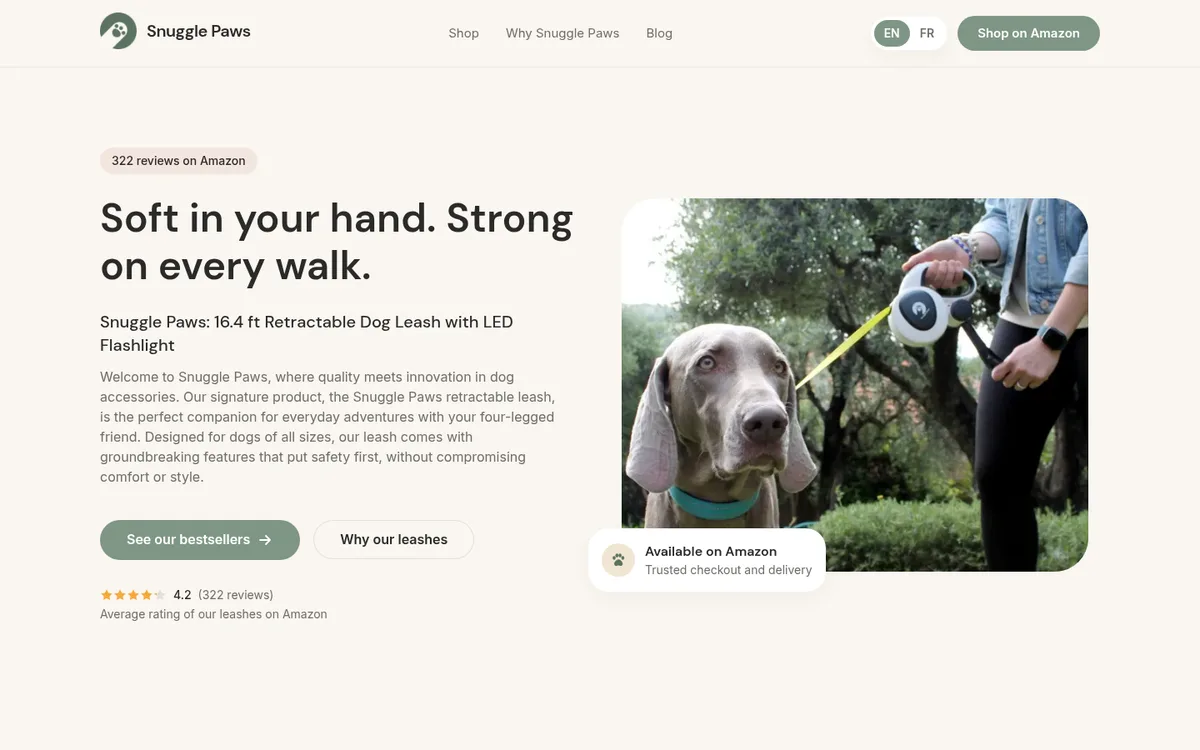 Snuggle Paws
Shop
Why Snuggle Paws
Blog
EN
FR
Shop on Amazon
322 reviews on Amazon
Soft in your hand. Strong
on every walk.
Snuggle Paws: 16.4 ft Retractable Dog Leash with LED
Flashlight
Welcome to Snuggle Paws, where quality meets innovation in dog
accessories. Our signature product, the Snuggle Paws retractable leash,
is the perfect companion for everyday adventures with your four-legged
friend. Designed for dogs of all sizes, our leash comes with
groundbreaking features that put safety first, without compromising
comfort or style.
See our bestsellers →
Why our leashes
4.2 (322 reviews)
Average rating of our leashes on Amazon
Available on Amazon
Trusted checkout and delivery